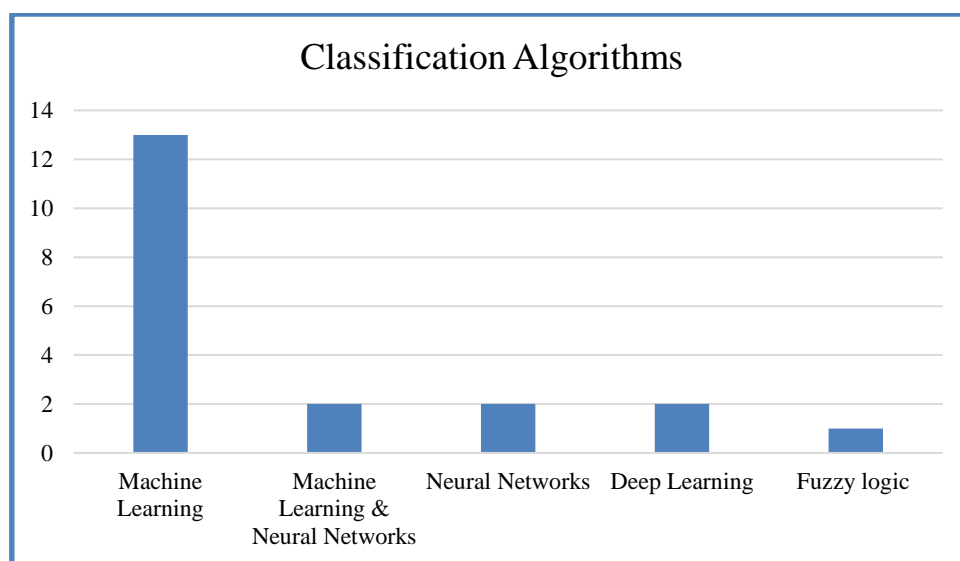 Classification Algorithms
14
12
10
8
6
4
2
0
Machine
Learning
Machine
Learning &
Neural Networks
Neural Networks
Deep Learning
Fuzzy logic